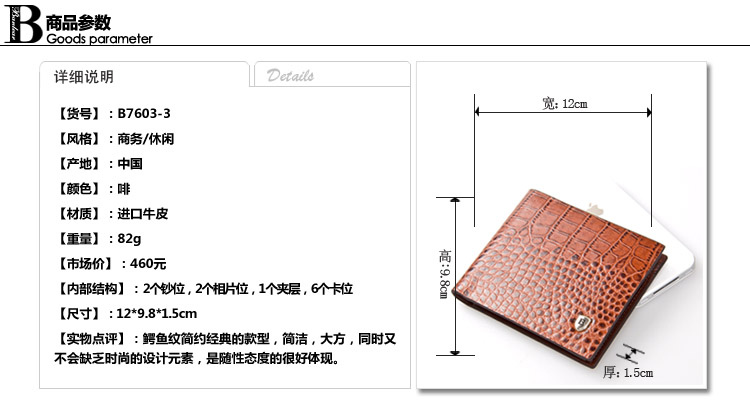 B
商品参数
Goods parameter
详细说明
Details
【货号】：B7603-3
【风格】：商务/休闲
【产地】：中国
【颜色】：啡
【材质】：进口牛皮
【重量】：82g
【市场价】：460元
【内部结构】：2个钞位，2个相片位，1个夹层，6个卡位
【尺寸】：12*9.8*1.5cm
【实物点评】：鳄鱼纹简约经典的款型，简洁，大方，同时又
不会缺乏时尚的设计元素，是随性态度的很好体现。
宽：12cm
高：9.8cm
厚：1.5cm